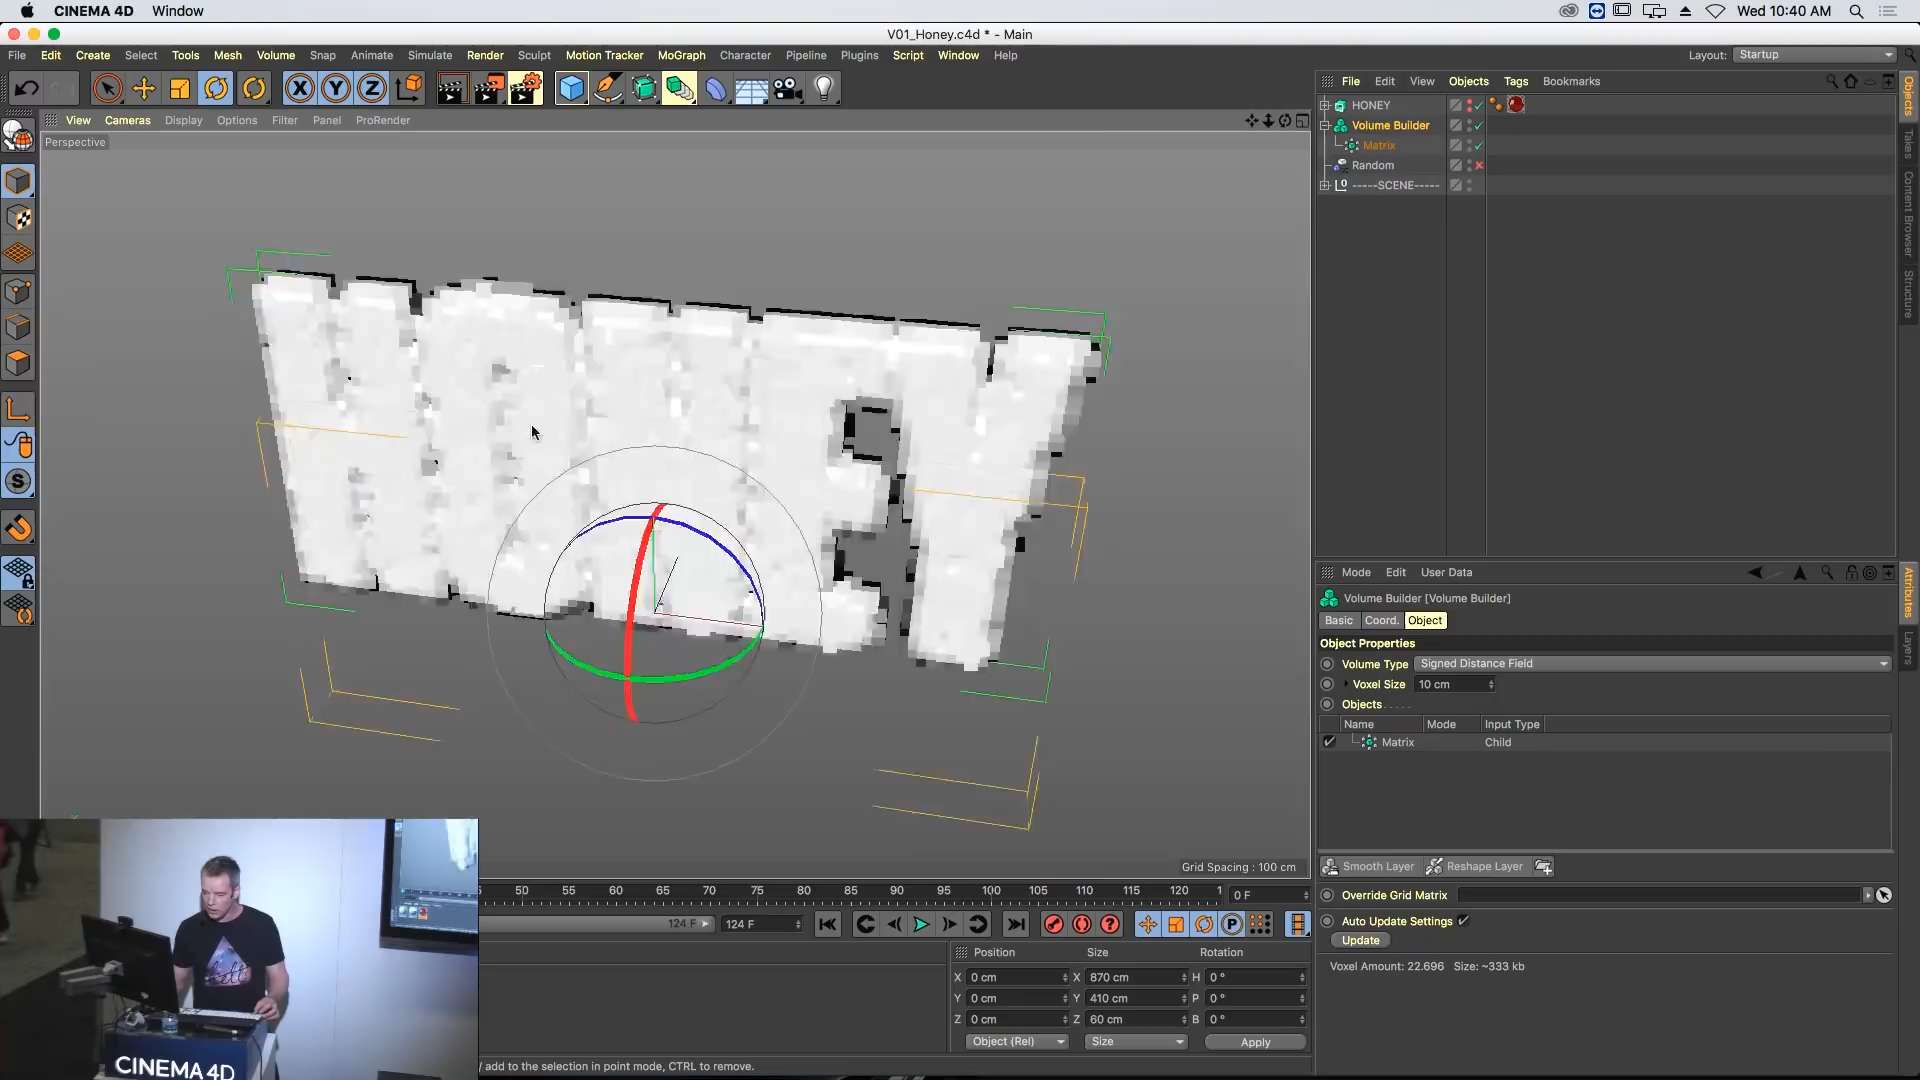 CINEMA 4D Window Wed 10:40 AM
V01_Honey.c4d * - Main
File Edit Create Select Tools Mesh Volume Snap Animate Simulate Render Sculpt Motion Tracker MoGraph Character Pipeline Plugins Script Window Help Layout: Startup
X Y Z
File Edit View Objects Tags Bookmarks
View Cameras Display Options Filter Panel ProRender
Perspective
HONEY
Volume Builder
Matrix
Random
-----SCENE-----
Objects
Takes
Content Browser
Structure
Mode Edit User Data
Volume Builder [Volume Builder]
Basic Coord. Object
Object Properties
Volume Type Signed Distance Field
Voxel Size 10 cm
Objects
Name Mode Input Type
Matrix Child
Attributes
Layers
Smooth Layer Reshape Layer
Override Grid Matrix
Auto Update Settings
Update
Voxel Amount: 22.696 Size: ~333 kb
Grid Spacing : 100 cm
50 55 60 65 70 75 80 85 90 95 100 105 110 115 120 1 0 F
124 F 124 F
Position Size Rotation
X 0 cm X 870 cm H 0 °
Y 0 cm Y 410 cm P 0 °
Z 0 cm Z 60 cm B 0 °
Object (Rel) Size Apply
/ add to the selection in point mode, CTRL to remove.
CINEMA 4D